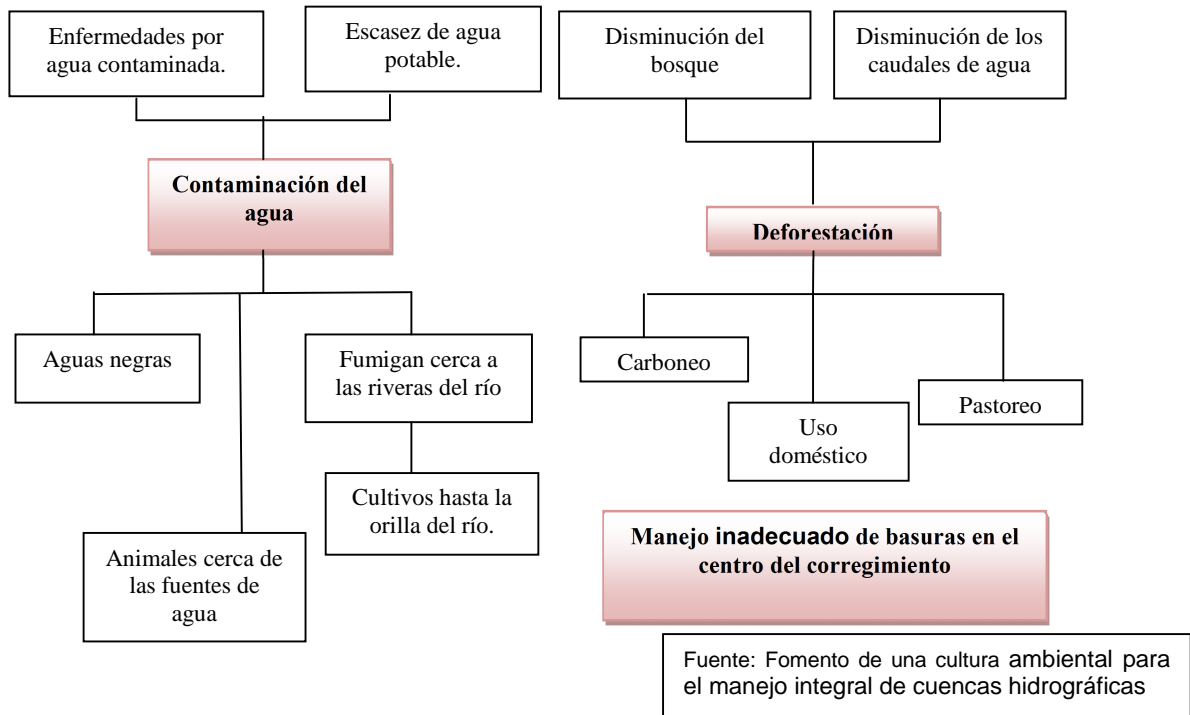 Enfermedades por
agua contaminada.
Escasez de agua
potable.
Disminución del
bosque
Disminución de los
caudales de agua
Contaminación del
agua
Deforestación
Aguas negras
Fumigan cerca a
las riveras del río
Carboneo
Pastoreo
Uso
doméstico
Cultivos hasta la
orilla del río.
Animales cerca de
las fuentes de
agua
Manejo inadecuado de basuras en el
centro del corregimiento
Fuente: Fomento de una cultura ambiental para
el manejo integral de cuencas hidrográficas